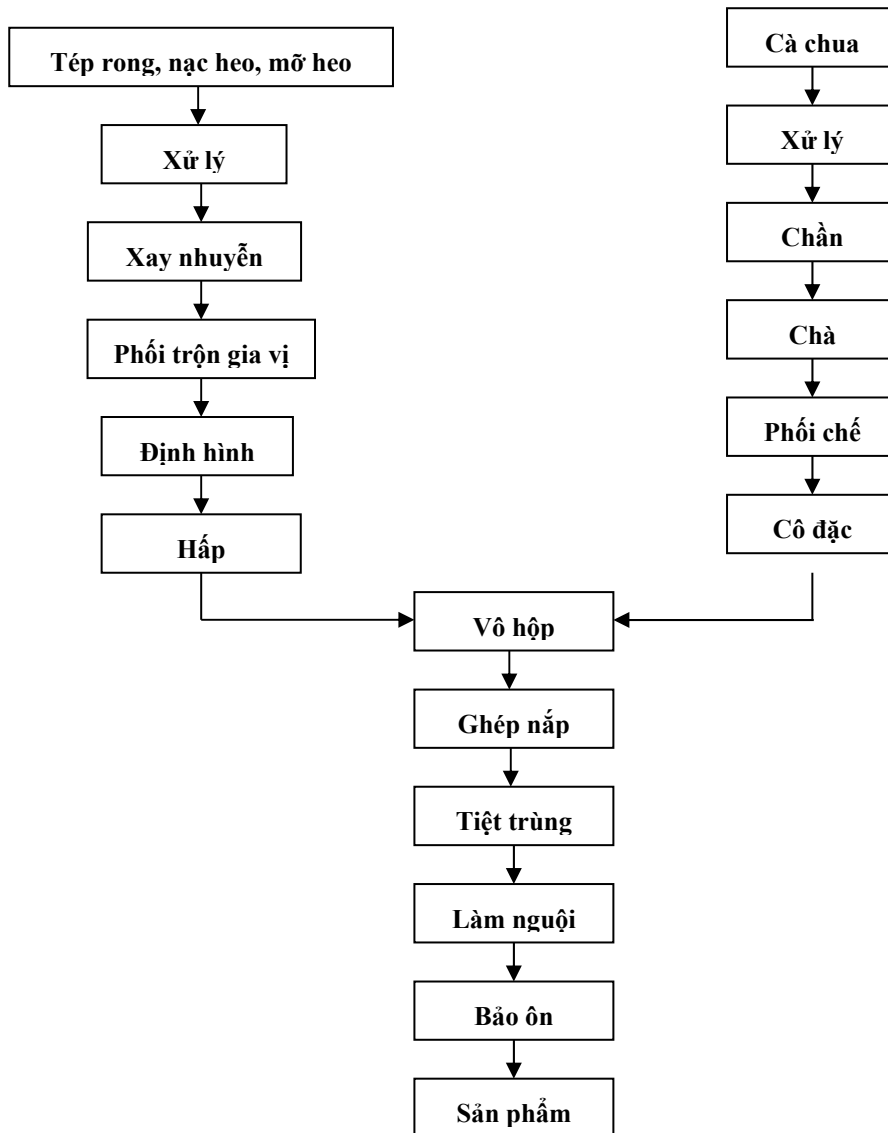 Tép rong, nạc heo, mỡ heo
Xử lý
Xay nhuyễn
Phối trộn gia vị
Định hình
Hấp
Cà chua
Xử lý
Chần
Chà
Phối chế
Cô đặc
Vô hộp
Ghép nắp
Tiệt trùng
Làm nguội
Bảo ôn
Sản phẩm